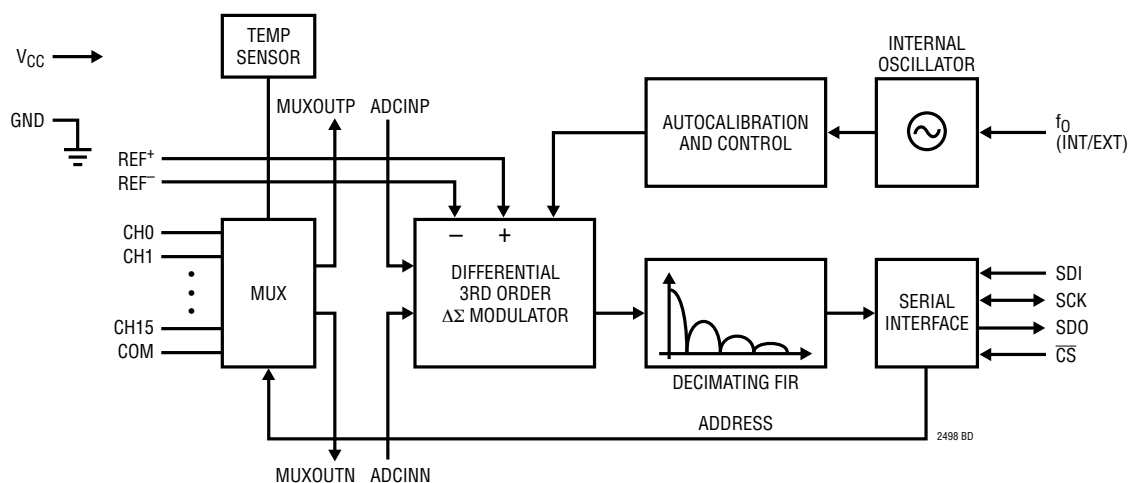 TEMP
SENSOR
INTERNAL
OSCILLATOR
VCC
MUXOUTP
ADCINP
GND
AUTOCALIBRATION
AND CONTROL
fO
(INT/EXT)
REF+
REF–
CH0
CH1
CH15
COM
MUX
– +
DIFFERENTIAL
3RD ORDER
ΔΣ MODULATOR
DECIMATING FIR
SERIAL
INTERFACE
SDI
SCK
SDO
CS
ADDRESS
2498 BD
MUXOUTN
ADCINN